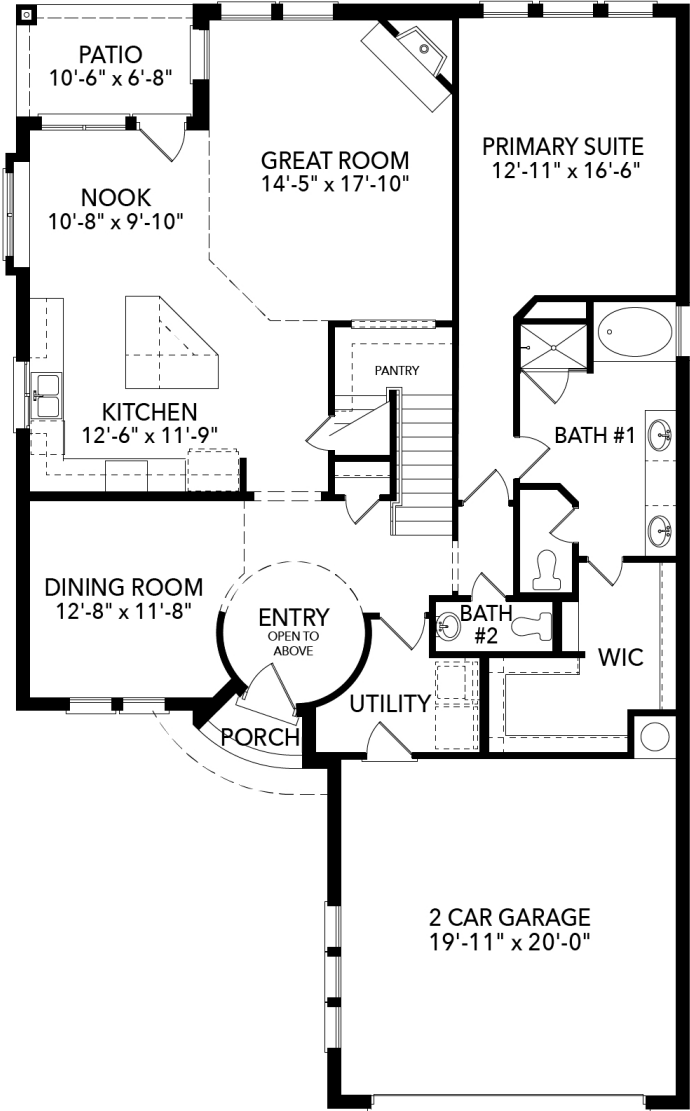 PATIO
10'-6" x 6'-8"
GREAT ROOM
14'-5" x 17'-10"
PRIMARY SUITE
12'-11" x 16'-6"
NOOK
10'-8" x 9'-10"
PANTRY
KITCHEN
12'-6" x 11'-9"
BATH #1
DINING ROOM
12'-8" x 11'-8"
ENTRY
OPEN TO
ABOVE
BATH
#2
WIC
UTILITY
PORCH
2 CAR GARAGE
19'-11" x 20'-0"